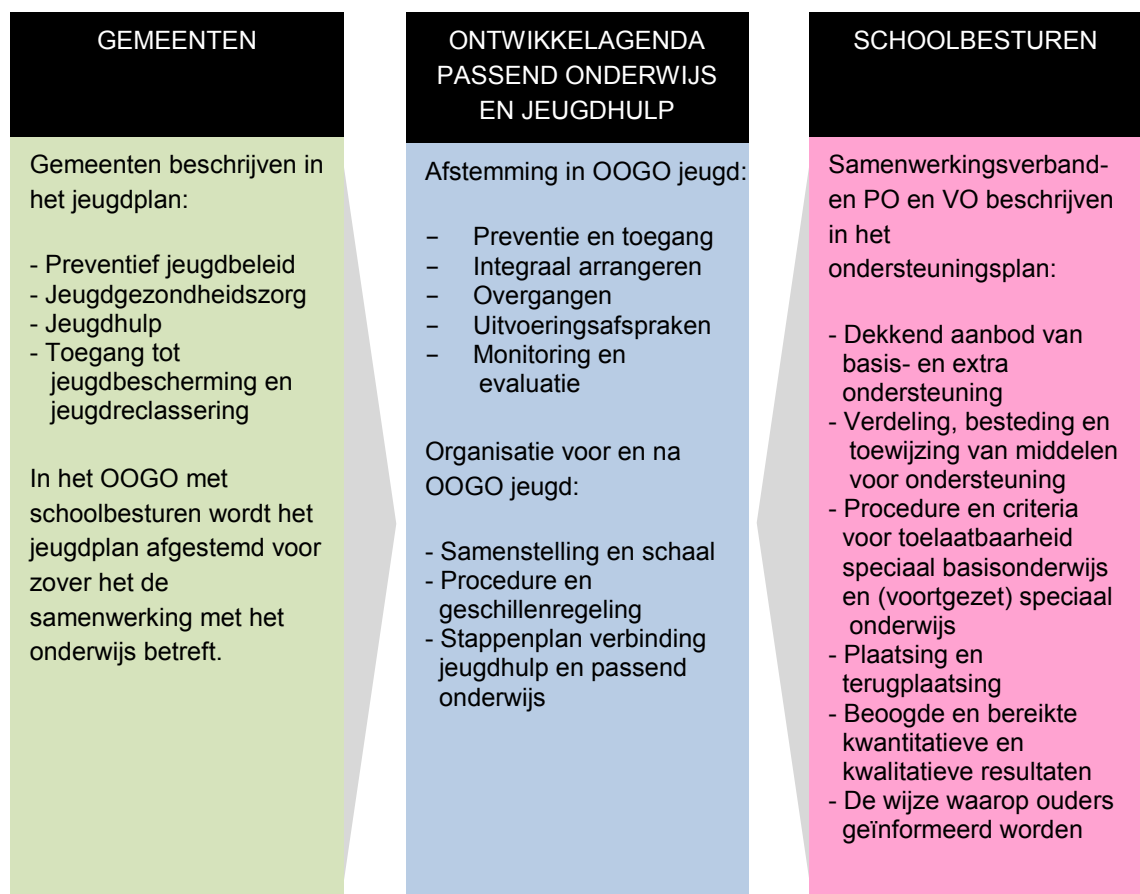 GEMEENTEN
Gemeenten beschrijven in
het jeugdplan:
- Preventief jeugdbeleid
- Jeugdgezondheidszorg
- Jeugdhulp
- Toegang tot
jeugdbescherming en
jeugdreclassering
In het OOGO met
schoolbesturen wordt het
jeugdplan afgestemd voor
zover het de
samenwerking met het
onderwijs betreft.
ONTWIKKELAGENDA
PASSEND ONDERWIJS
EN JEUGDHULP
Afstemming in OOGO jeugd:
– Preventie en toegang
– Integraal arrangeren
– Overgangen
– Uitvoeringsafspraken
– Monitoring en
evaluatie
Organisatie voor en na
OOGO jeugd:
- Samenstelling en schaal
- Procedure en
geschillenregeling
- Stappenplan verbinding
jeugdhulp en passend
onderwijs
SCHOOLBESTUREN
Samenwerkingsverband-
en PO en VO beschrijven
in het
ondersteuningsplan:
- Dekkend aanbod van
basis- en extra
ondersteuning
- Verdeling, besteding en
toewijzing van middelen
voor ondersteuning
- Procedure en criteria
voor toelaatbaarheid
speciaal basisonderwijs
en (voortgezet) speciaal
onderwijs
- Plaatsing en
terugplaatsing
- Beoogde en bereikte
kwantitatieve en
kwalitatieve resultaten
- De wijze waarop ouders
geïnformeerd worden